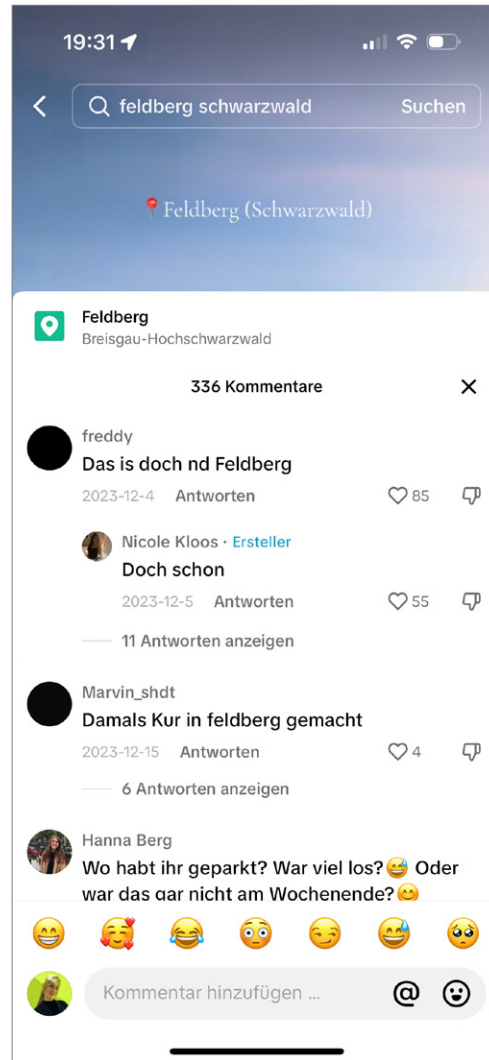 19:31
feldberg schwarzwald Suchen
Feldberg (Schwarzwald)
Feldberg
Breisgau-Hochschwarzwald
336 Kommentare
freddy
Das is doch nd Feldberg
2023-12-4 Antworten 85
Nicole Kloos · Ersteller
Doch schon
2023-12-5 Antworten 55
11 Antworten anzeigen
Marvin_shdt
Damals Kur in feldberg gemacht
2023-12-15 Antworten 4
6 Antworten anzeigen
Hanna Berg
Wo habt ihr geparkt? War viel los?😅 Oder
war das gar nicht am Wochenende?😊
Kommentar hinzufügen ... @